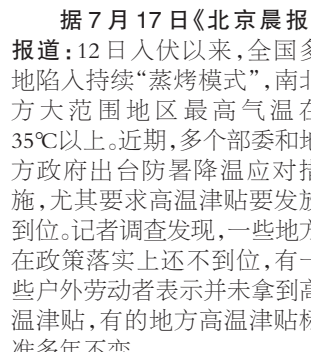 据7月17日《北京晨报
报道：12日入伏以来，全国多
地陷入持续“蒸烤模式”，南北
方大范围地区最高气温在
35℃以上。近期，多个部委和地
方政府出台防暑降温应对措
施，尤其要求高温津贴要发放
到位。记者调查发现，一些地方
在政策落实上还不到位，有一
些户外劳动者表示并未拿到高
温津贴，有的地方高温津贴标
准多年不变